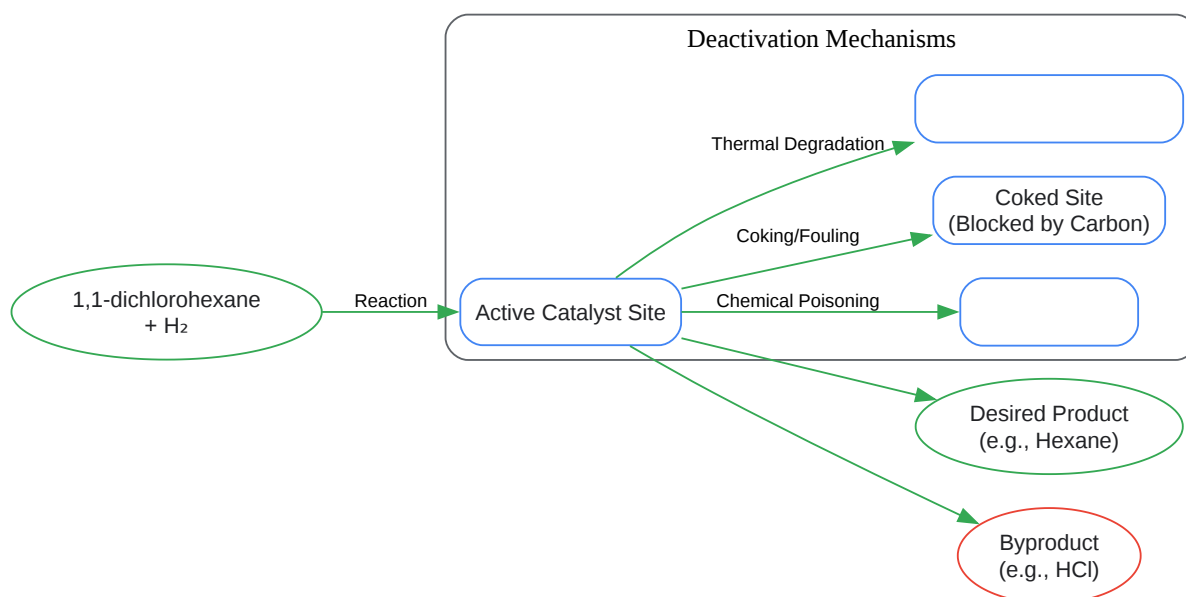 Deactivation Mechanisms
Thermal Degradation
Coked Site
(Blocked by Carbon)
Coking/Fouling
1,1-dichlorohexane
+ H₂
Reaction
Active Catalyst Site
Chemical Poisoning
Desired Product
(e.g., Hexane)
Byproduct
(e.g., HCl)